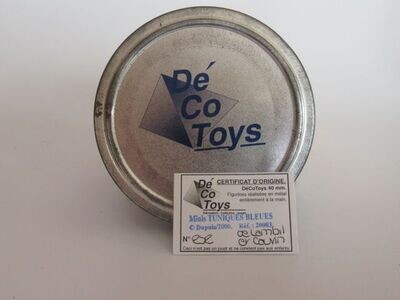 Dé
Co
Toys
Dé
Co
Toys
CERTIFICAT D'ORIGINE.
DéCoToys 40 mm.
Figurines réalisées en métal
entièrement à la main.
Minis TUNIQUES BLEUES
© Dupuis/2000. Réf. : 20003.
N°
de Lambil
et Cauvin
Ceci n'est pas un jouet et ne convient pas aux enfants